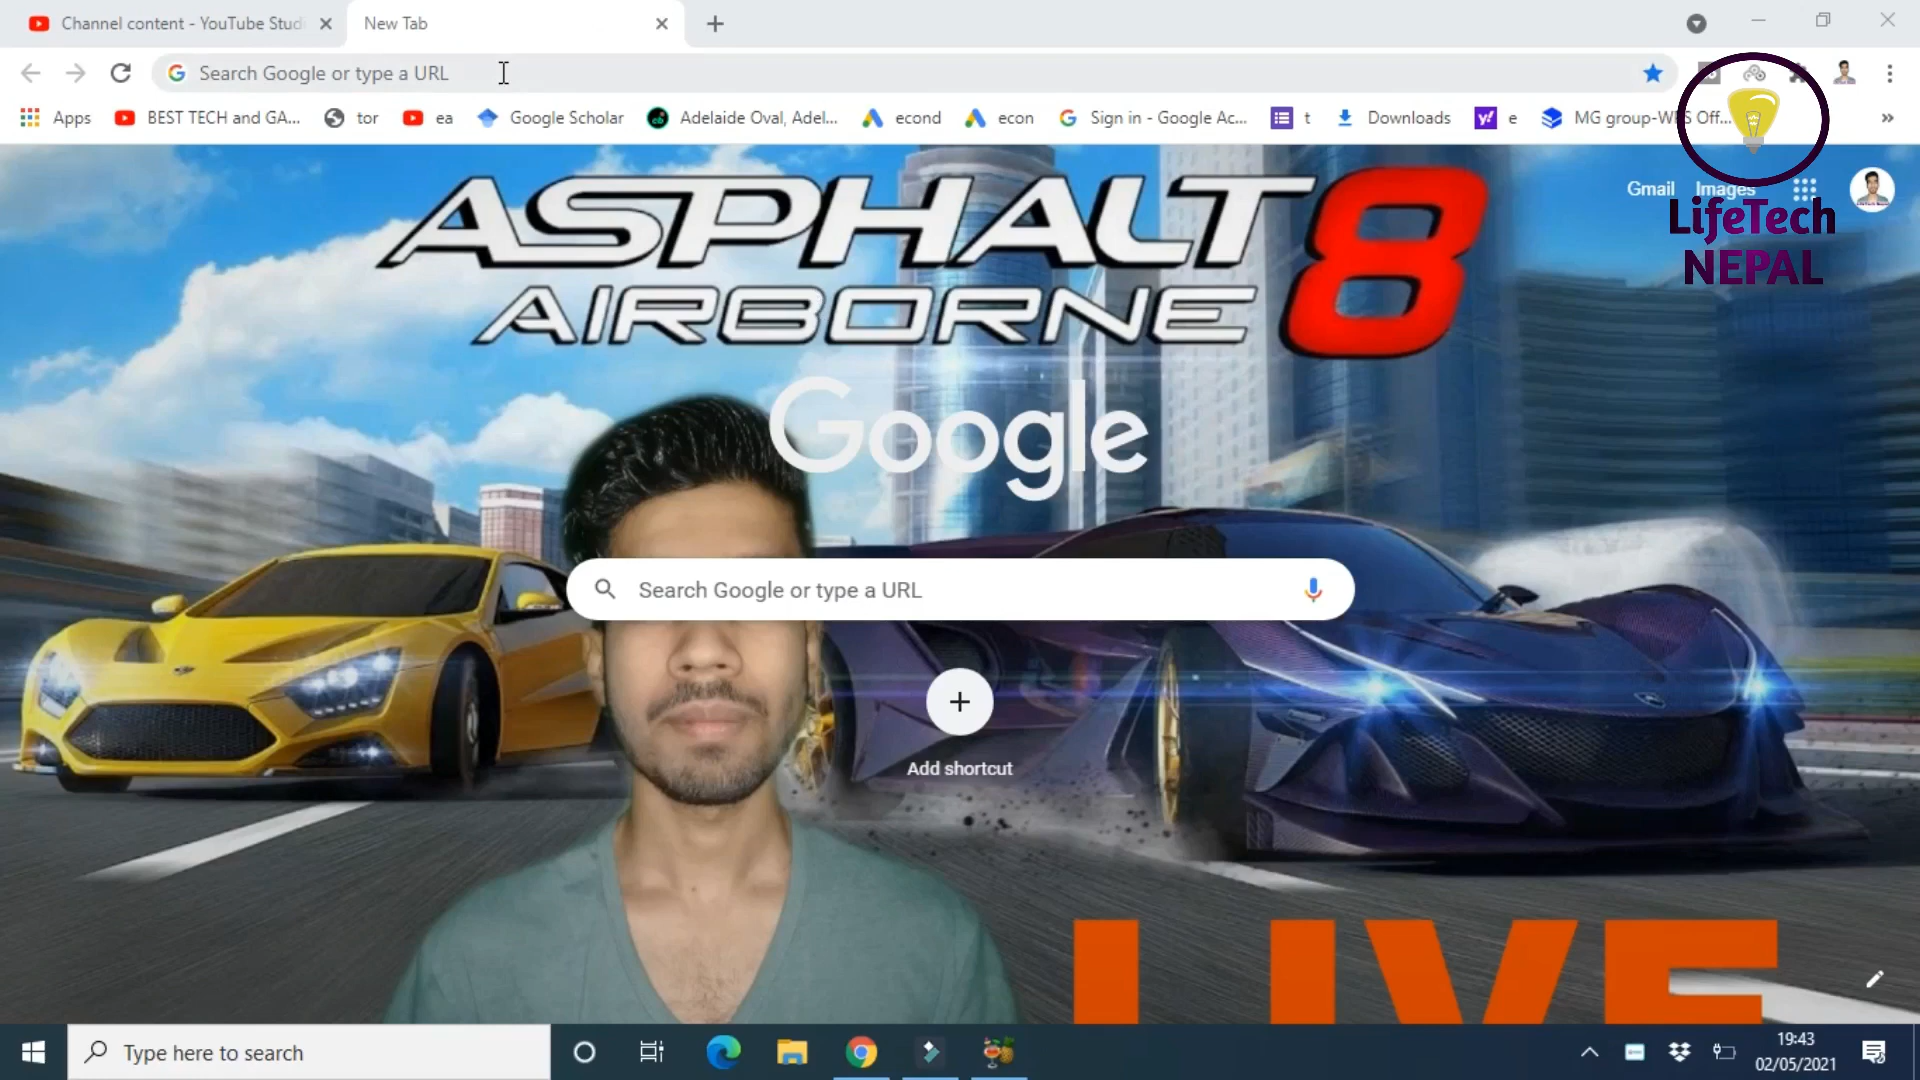 Channel content - YouTube Studi
New Tab
Search Google or type a URL
Apps
BEST TECH and GA...
tor
ea
Google Scholar
Adelaide Oval, Adel...
econd
econ
Sign in - Google Ac...
t
Downloads
y!
e
MG group-WPS Off...
»
ASPHALT 8
AIRBORNE
Gmail
Images
LifeTech
NEPAL
Google
Search Google or type a URL
Add shortcut
LIVE
Type here to search
19:43
02/05/2021